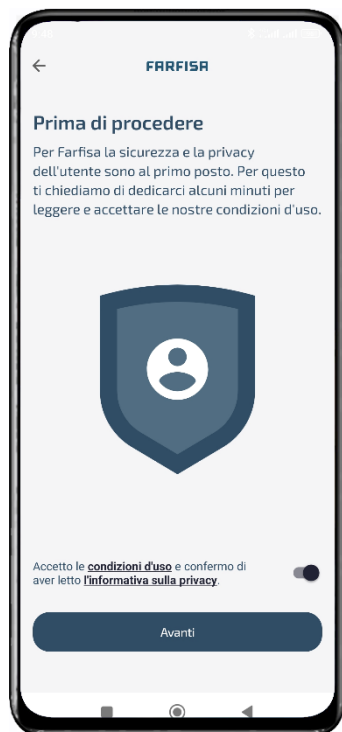 FARFISA
Prima di procedere
Per Farfisa la sicurezza e la privacy
dell'utente sono al primo posto. Per questo
ti chiediamo di dedicarci alcuni minuti per
leggere e accettare le nostre condizioni d'uso.
Accetto le condizioni d'uso e confermo di
aver letto l'informativa sulla privacy.
Avanti